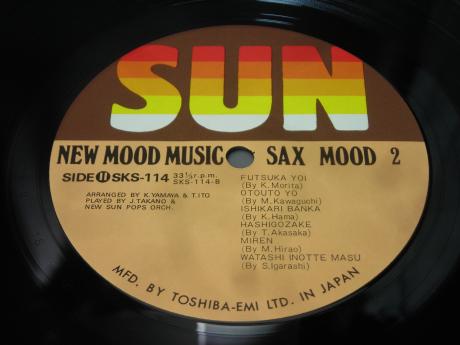 SUN
NEW MOOD MUSIC SAX MOOD 2
SIDE II SKS-114 33⅓ r.p.m.
SKS-114-B
ARRANGED BY K.YAMAYA & T.ITO
PLAYED BY J.TAKANO &
NEW SUN POPS ORCH.
FUTSUKA YOI
(By K.Morita)
OTOUTO YO
(By M.Kawaguchi)
ISHIKARI BANKA
(By K.Hama)
HASHIGOZAKE
(By T.Akasaka)
MIREN
(By M.Hirao)
WATASHI INOTTE MASU
(By S.Igarashi)
MFD. BY TOSHIBA-EMI LTD. IN JAPAN